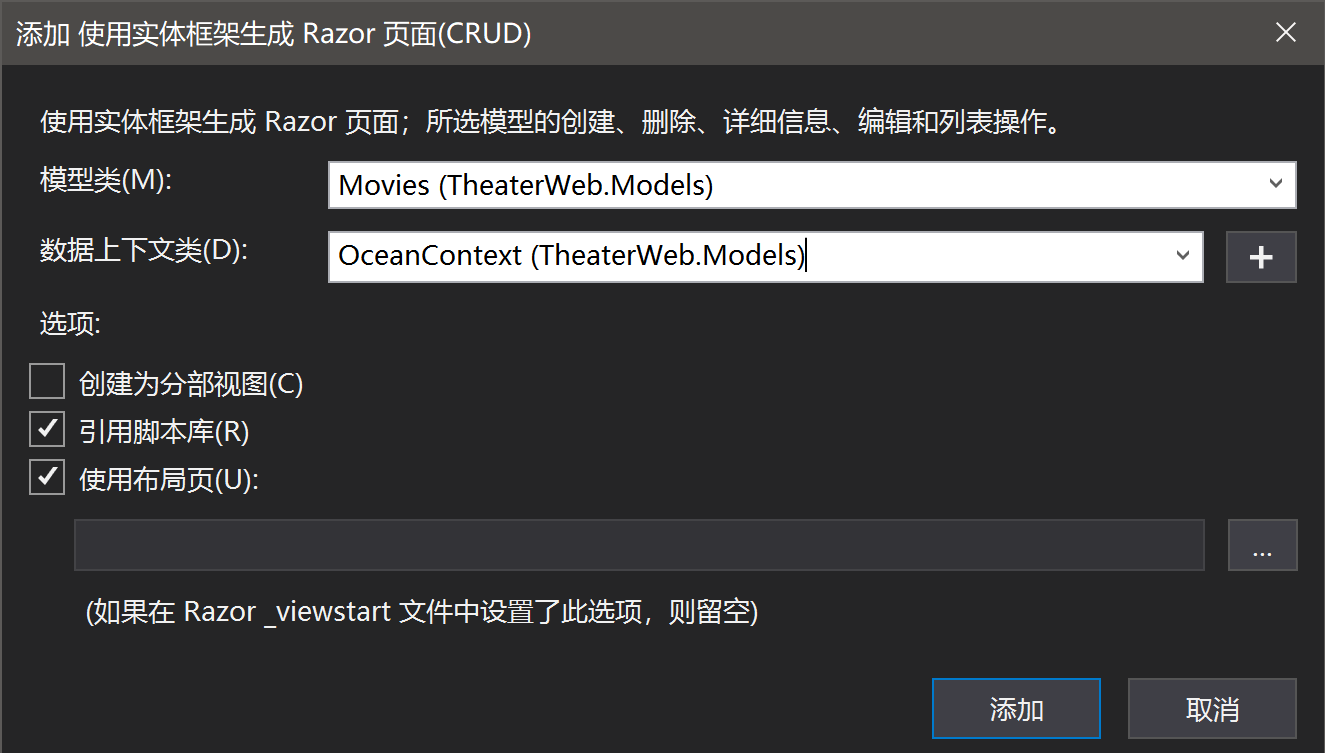 添加 使用实体框架生成 Razor 页面(CRUD)
使用实体框架生成 Razor 页面；所选模型的创建、删除、详细信息、编辑和列表操作。
模型类(M):
Movies (TheaterWeb.Models)
数据上下文类(D):
OceanContext (TheaterWeb.Models)
选项:
创建为分部视图(C)
引用脚本库(R)
使用布局页(U):
...
(如果在 Razor _viewstart 文件中设置了此选项，则留空)
添加
取消